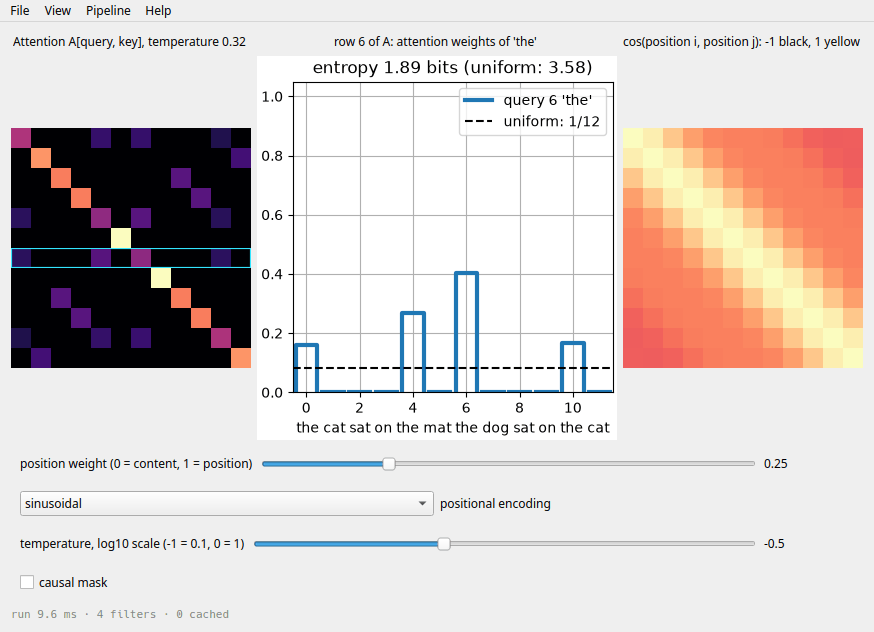 File View Pipeline Help
Attention A[query, key], temperature 0.32
row 6 of A: attention weights of 'the'
cos(position i, position j): -1 black, 1 yellow
entropy 1.89 bits (uniform: 3.58)
query 6 'the'
uniform: 1/12
1.0
0.8
0.6
0.4
0.2
0.0
0 2 4 6 8 10
the cat sat on the mat the dog sat on the cat
position weight (0 = content, 1 = position) 0.25
sinusoidal positional encoding
temperature, log10 scale (-1 = 0.1, 0 = 1) -0.5
causal mask
run 9.6 ms · 4 filters · 0 cached